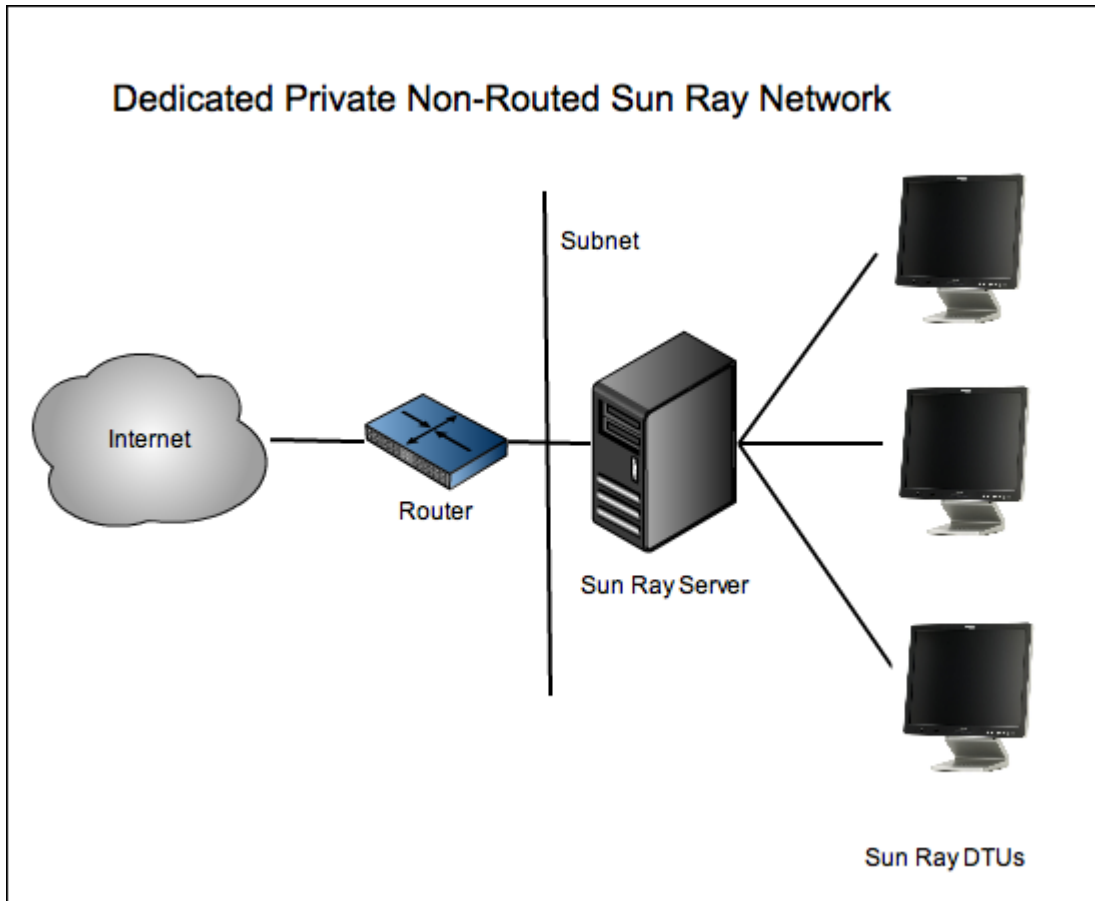 Dedicated Private Non-Routed Sun Ray Network
Subnet
Internet
Router
Sun Ray Server
Sun Ray DTUs